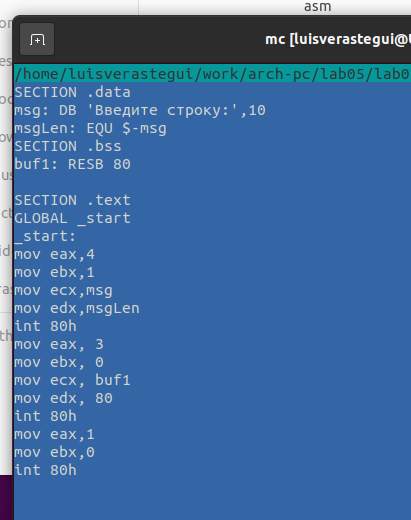 asm
mc [luisverastegui@
/home/luisverastegui/work/arch-pc/lab05/lab0
SECTION .data
msg: DB 'Введите строку:',10
msgLen: EQU $-msg
SECTION .bss
buf1: RESB 80
SECTION .text
GLOBAL _start
_start:
mov eax,4
mov ebx,1
mov ecx,msg
mov edx,msgLen
int 80h
mov eax, 3
mov ebx, 0
mov ecx, buf1
mov edx, 80
int 80h
mov eax,1
mov ebx,0
int 80h